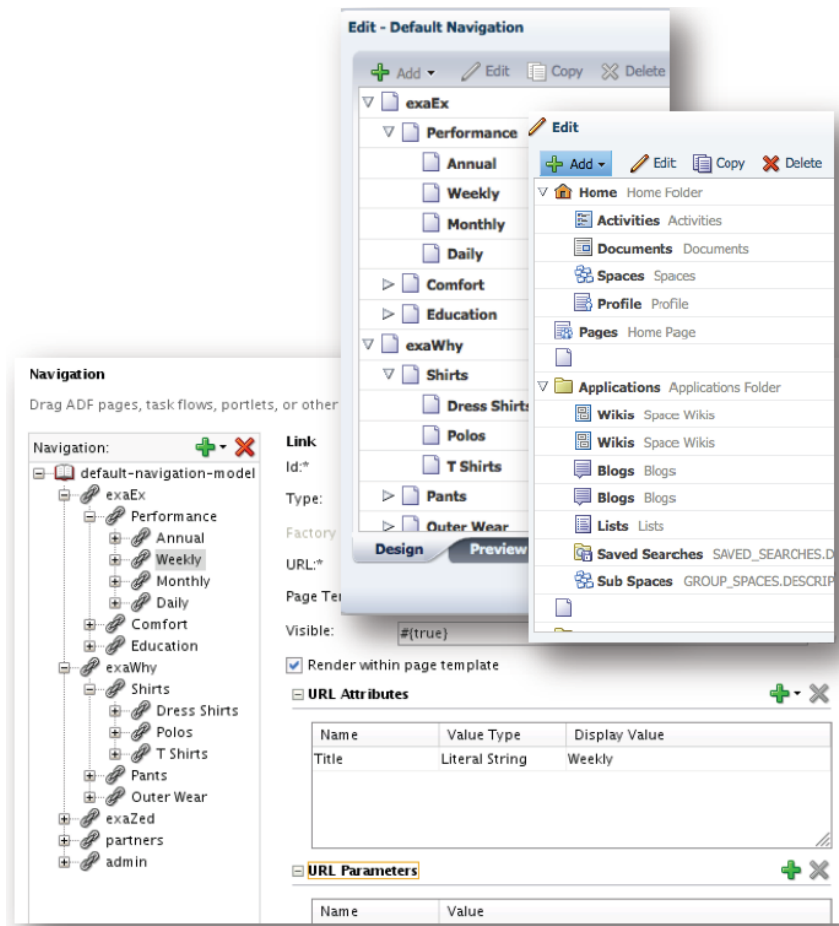 Edit - Default Navigation
Add Edit Copy Delete
exaEx
Performance
Annual
Weekly
Monthly
Daily
Comfort
Education
exaWhy
Shirts
Dress Shirts
Polos
T Shirts
Pants
Outer Wear
Design Preview
Edit
Add Edit Copy Delete
Home Home Folder
Activities Activities
Documents Documents
Spaces Spaces
Profile Profile
Pages Home Page
Applications Applications Folder
Wikis Space Wikis
Wikis Space Wikis
Blogs Blogs
Blogs Blogs
Lists Lists
Saved Searches SAVED_SEARCHES.D
Sub Spaces GROUP_SPACES.DESCRIP
Navigation
Drag ADF pages, task flows, portlets, or other
Navigation:
default-navigation-model
exaEx
Performance
Annual
Weekly
Monthly
Daily
Comfort
Education
exaWhy
Shirts
Dress Shirts
Polos
T Shirts
Pants
Outer Wear
exaZed
partners
admin
Link
Id:*
Type:
Factory
URL:*
Page Te
Visible: #{true}
Render within page template
URL Attributes
Name Value Type Display Value
Title Literal String Weekly
URL Parameters
Name Value